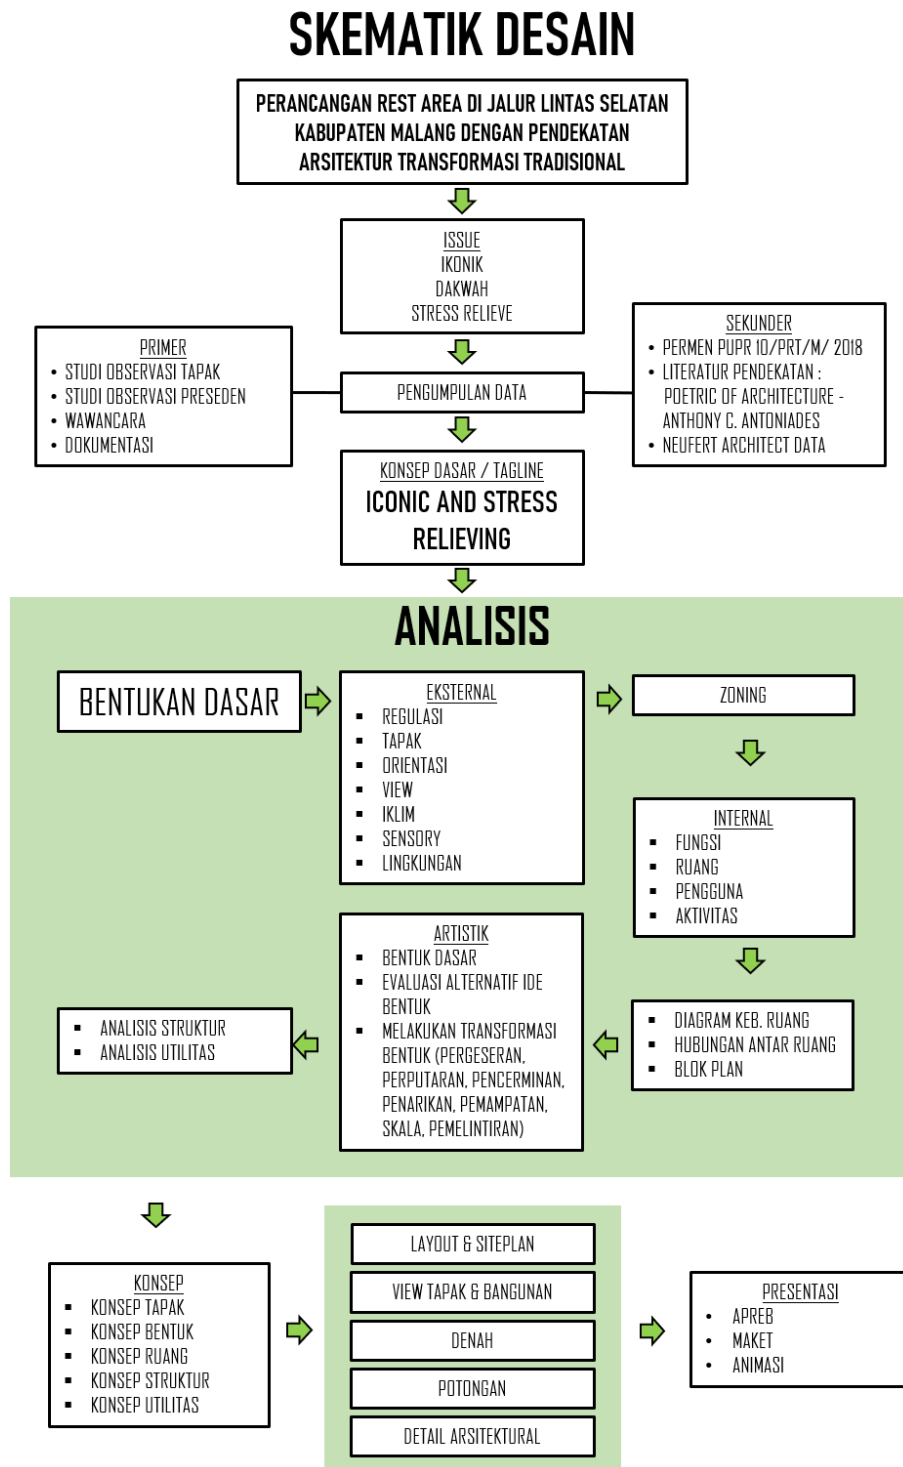 SKEMATIK DESAIN
PERANCANGAN REST AREA DI JALUR LINTAS SELATAN
KABUPATEN MALANG DENGAN PENDEKATAN
ARSITEKTUR TRANSFORMASI TRADISIONAL
ISSUE
IKONIK
DAKWAH
STRESS RELIEVE
PRIMER
• STUDI OBSERVASI TAPAK
• STUDI OBSERVASI PRESEDEN
• WAWANCARA
• DOKUMENTASI
PENGUMPULAN DATA
SEKUNDER
• PERMEN PUPR 10/PRT/M/ 2018
• LITERATUR PENDEKATAN :
POETRIC OF ARCHITECTURE -
ANTHONY C. ANTONIADES
• NEUFERT ARCHITECT DATA
KONSEP DASAR / TAGLINE
ICONIC AND STRESS
RELIEVING
ANALISIS
BENTUKAN DASAR
EKSTERNAL
▪ REGULASI
▪ TAPAK
▪ ORIENTASI
▪ VIEW
▪ IKLIM
▪ SENSORY
▪ LINGKUNGAN
ZONING
INTERNAL
▪ FUNGSI
▪ RUANG
▪ PENGGUNA
▪ AKTIVITAS
▪ DIAGRAM KEB. RUANG
▪ HUBUNGAN ANTAR RUANG
▪ BLOK PLAN
ARTISTIK
▪ BENTUK DASAR
▪ EVALUASI ALTERNATIF IDE
BENTUK
▪ MELAKUKAN TRANSFORMASI
BENTUK (PERGESERAN,
PERPUTARAN, PENCERMINAN,
PENARIKAN, PEMAMPATAN,
SKALA, PEMELINTIRAN)
▪ ANALISIS STRUKTUR
▪ ANALISIS UTILITAS
KONSEP
▪ KONSEP TAPAK
▪ KONSEP BENTUK
▪ KONSEP RUANG
▪ KONSEP STRUKTUR
▪ KONSEP UTILITAS
LAYOUT & SITEPLAN
VIEW TAPAK & BANGUNAN
DENAH
POTONGAN
DETAIL ARSITEKTURAL
PRESENTASI
• APREB
• MAKET
• ANIMASI